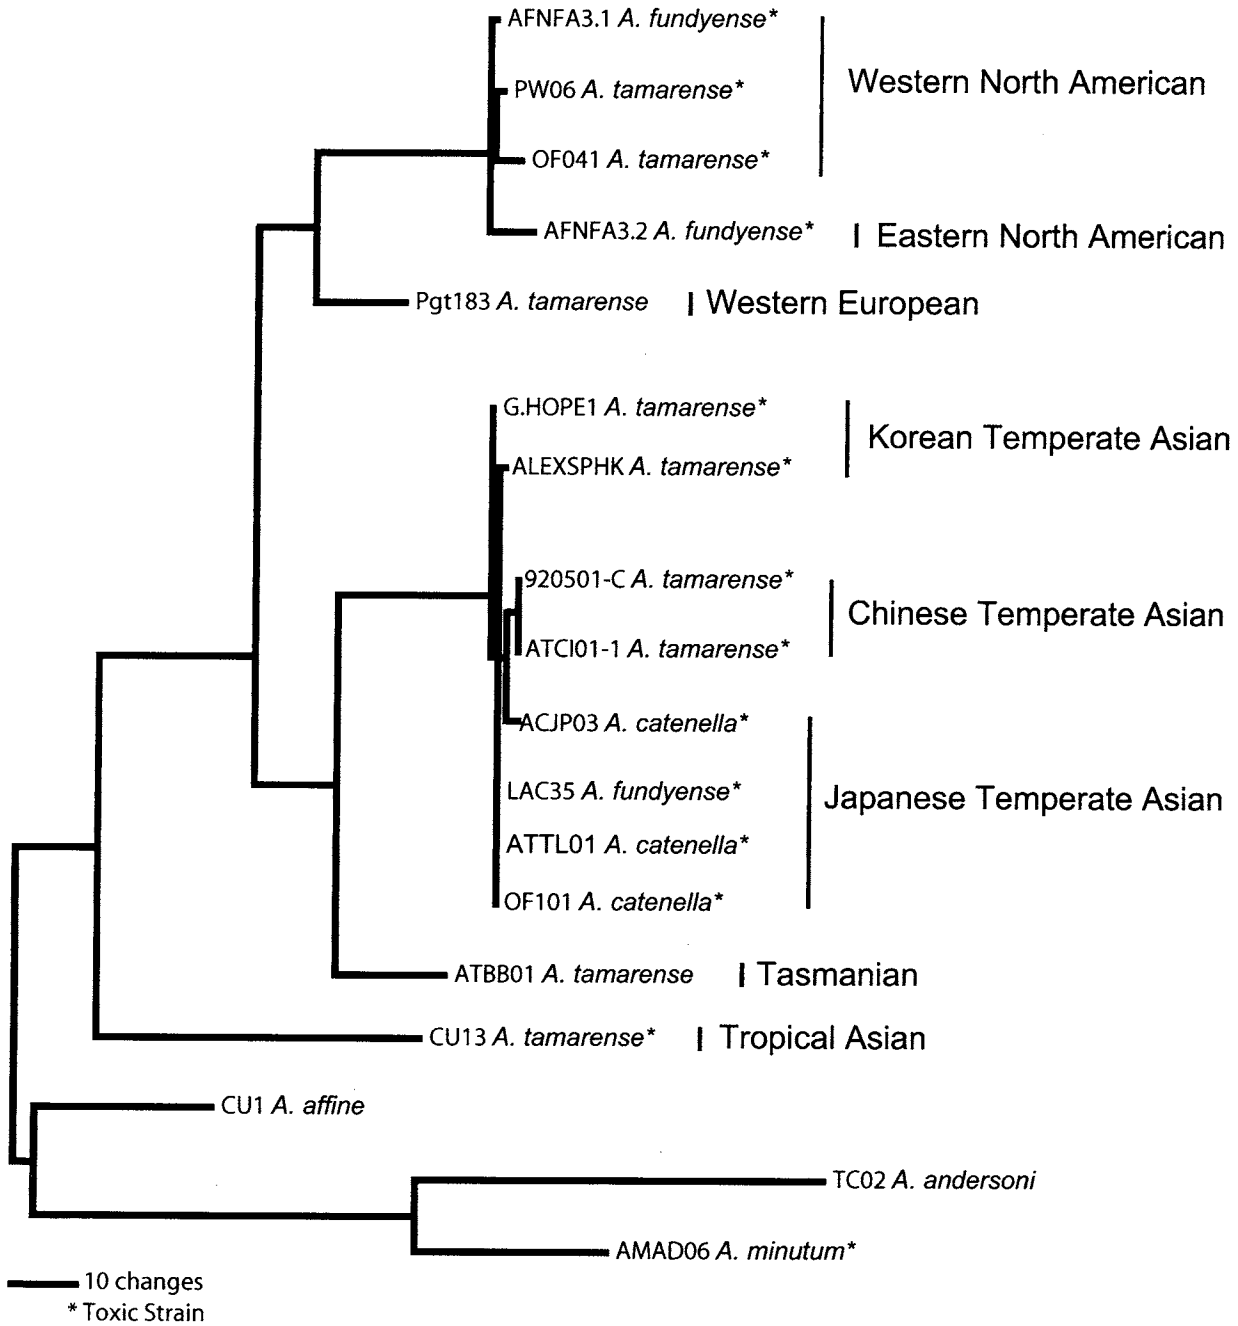 AFNFA3.1 A. fundyense*
PW06 A. tamarense*
Western North American
OF041 A. tamarense*
AFNFA3.2 A. fundyense*
Eastern North American
Pgt183 A. tamarense
Western European
G.HOPE1 A. tamarense*
Korean Temperate Asian
ALEXSPHK A. tamarense*
920501-C A. tamarense*
Chinese Temperate Asian
ATCI01-1 A. tamarense*
ACJP03 A. catenella*
LAC35 A. fundyense*
Japanese Temperate Asian
ATTL01 A. catenella*
OF101 A. catenella*
ATBB01 A. tamarense
Tasmanian
CU13 A. tamarense*
Tropical Asian
CU1 A. affine
TC02 A. andersoni
AMAD06 A. minutum*
10 changes
* Toxic Strain